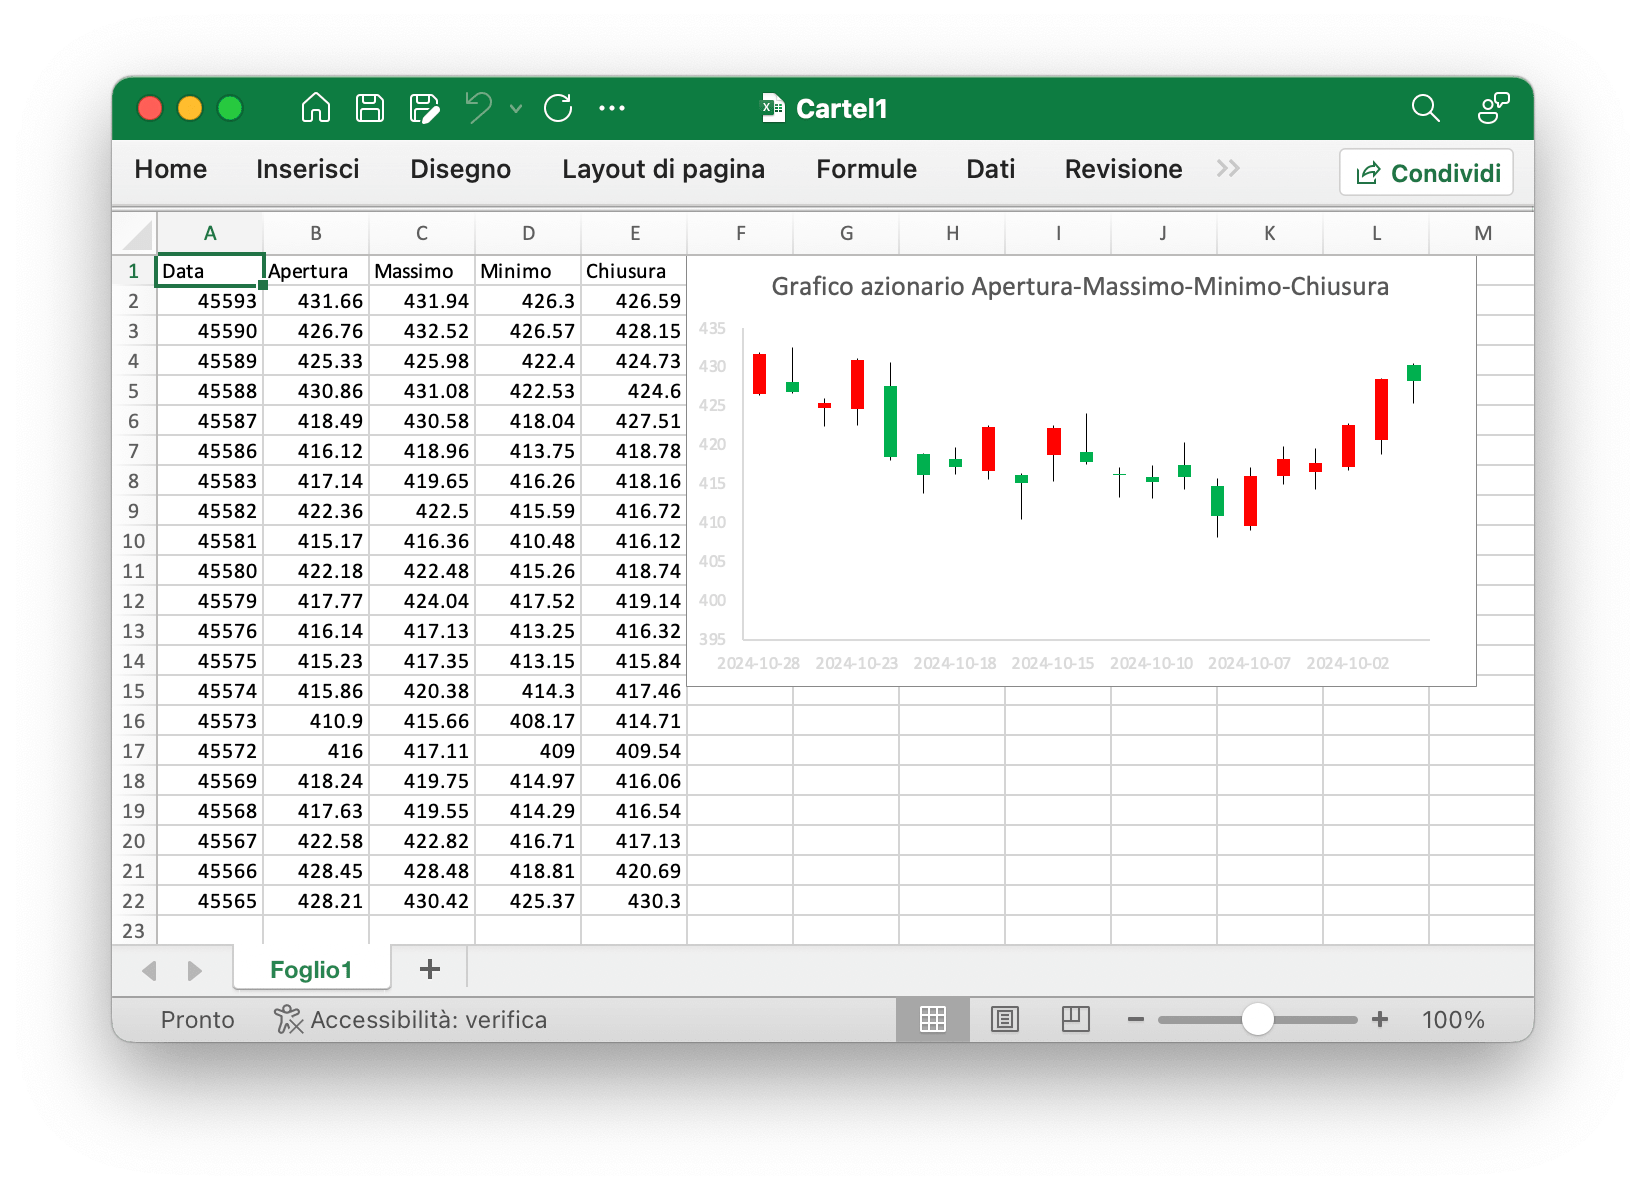 Cartel1
Home Inserisci Disegno Layout di pagina Formule Dati Revisione Condividi
A B C D E F G H I J K L M
1 Data Apertura Massimo Minimo Chiusura
2 45593 431.66 431.94 426.3 426.59
3 45590 426.76 432.52 426.57 428.15
4 45589 425.33 425.98 422.4 424.73
5 45588 430.86 431.08 422.53 424.6
6 45587 418.49 430.58 418.04 427.51
7 45586 416.12 418.96 413.75 418.78
8 45583 417.14 419.65 416.26 418.16
9 45582 422.36 422.5 415.59 416.72
10 45581 415.17 416.36 410.48 416.12
11 45580 422.18 422.48 415.26 418.74
12 45579 417.77 424.04 417.52 419.14
13 45576 416.14 417.13 413.25 416.32
14 45575 415.23 417.35 413.15 415.84
15 45574 415.86 420.38 414.3 417.46
16 45573 410.9 415.66 408.17 414.71
17 45572 416 417.11 409 409.54
18 45569 418.24 419.75 414.97 416.06
19 45568 417.63 419.55 414.29 416.54
20 45567 422.58 422.82 416.71 417.13
21 45566 428.45 428.48 418.81 420.69
22 45565 428.21 430.42 425.37 430.3
23
Grafico azionario Apertura-Massimo-Minimo-Chiusura
435
430
425
420
415
410
405
400
395
2024-10-28 2024-10-23 2024-10-18 2024-10-15 2024-10-10 2024-10-07 2024-10-02
Foglio1
Pronto Accessibilità: verifica 100%